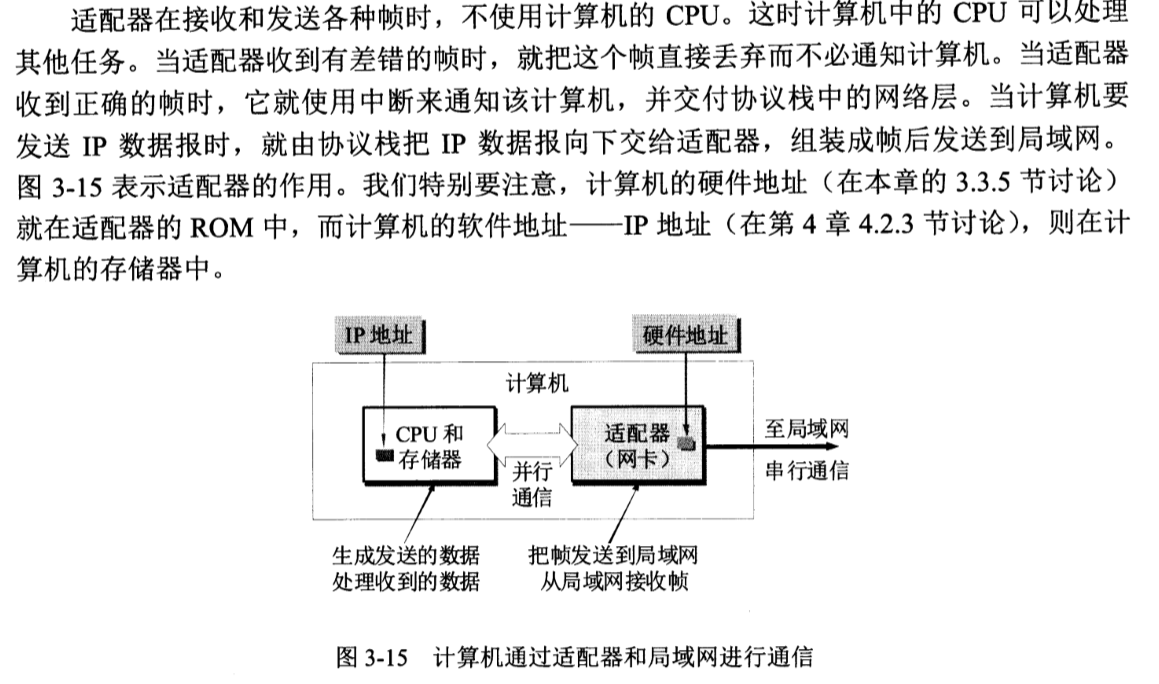 适配器在接收和发送各种帧时，不使用计算机的 CPU。这时计算机中的 CPU 可以处理
其他任务。当适配器收到有差错的帧时，就把这个帧直接丢弃而不必通知计算机。当适配器
收到正确的帧时，它就使用中断来通知该计算机，并交付协议栈中的网络层。当计算机要
发送 IP 数据报时，就由协议栈把 IP 数据报向下交给适配器，组装成帧后发送到局域网。
图 3-15 表示适配器的作用。我们特别要注意，计算机的硬件地址（在本章的 3.3.5 节讨论）
就在适配器的 ROM 中，而计算机的软件地址——IP 地址（在第 4 章 4.2.3 节讨论），则在计
算机的存储器中。
IP 地址
硬件地址
计算机
CPU 和
存储器
并行
通信
适配器
（网卡）
至局域网
串行通信
生成发送的数据
处理收到的数据
把帧发送到局域网
从局域网接收帧
图 3-15 计算机通过适配器和局域网进行通信